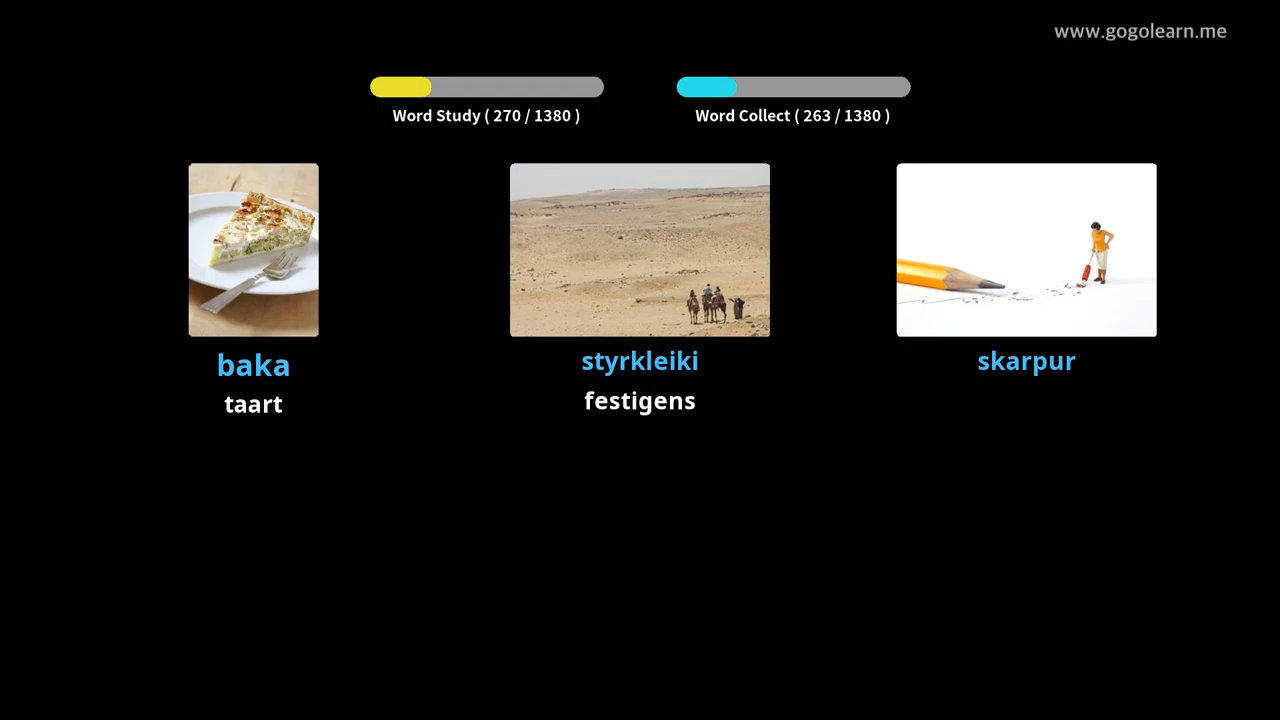 www.gogolearn.me
Word Study ( 270 / 1380 )
Word Collect ( 263 / 1380 )
baka
styrkleiki
skarpur
taart
festigens